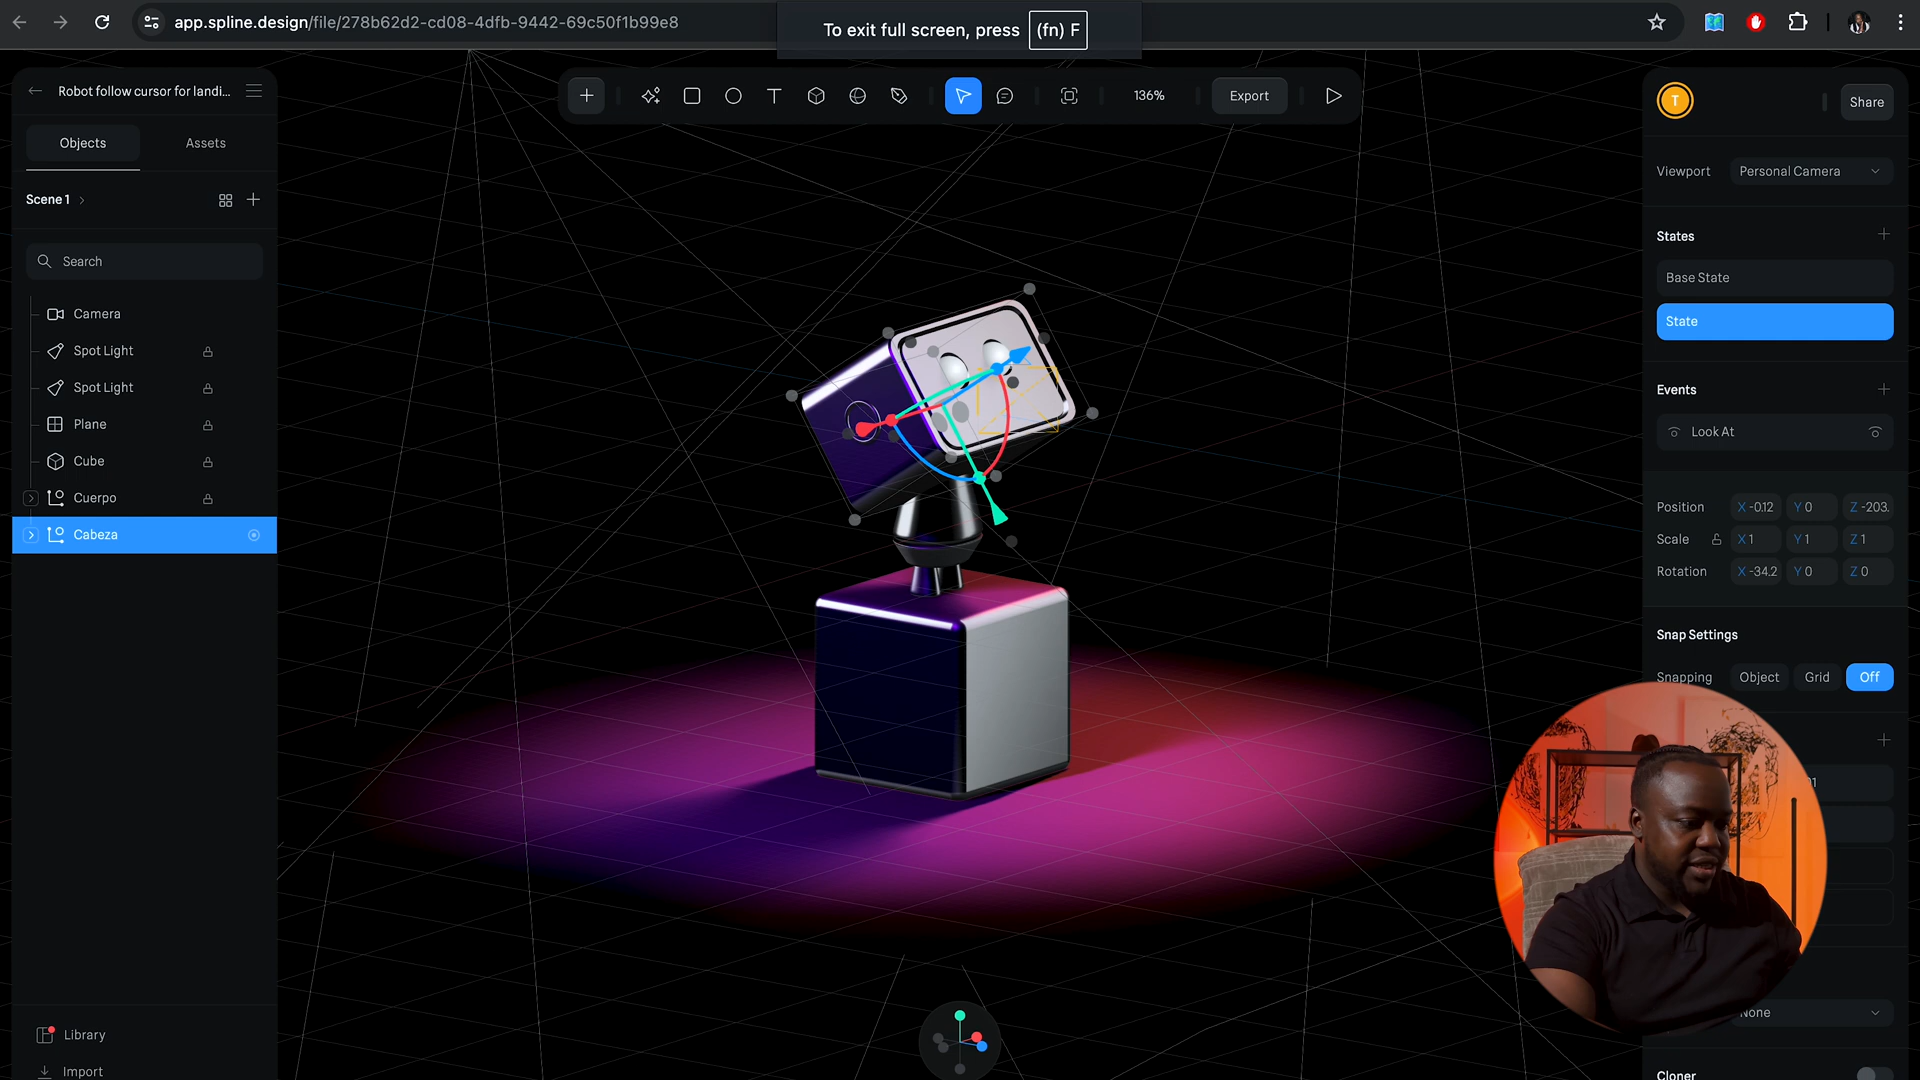 app.spline.design/file/278b62d2-cd08-4dfb-9442-69c50f1b99e8
To exit full screen, press (fn) F
Robot follow cursor for landi...
136%
Export
T
Share
Objects
Assets
Viewport
Personal Camera
Scene 1
States
Search
Base State
Camera
State
Spot Light
Spot Light
Events
Plane
Look At
Cube
Cuerpo
Position X -0.12 Y 0 Z -203.
Cabeza
Scale X 1 Y 1 Z 1
Rotation X -34.2 Y 0 Z 0
Snap Settings
Snapping Object Grid Off
None
Library
Import
Cloner